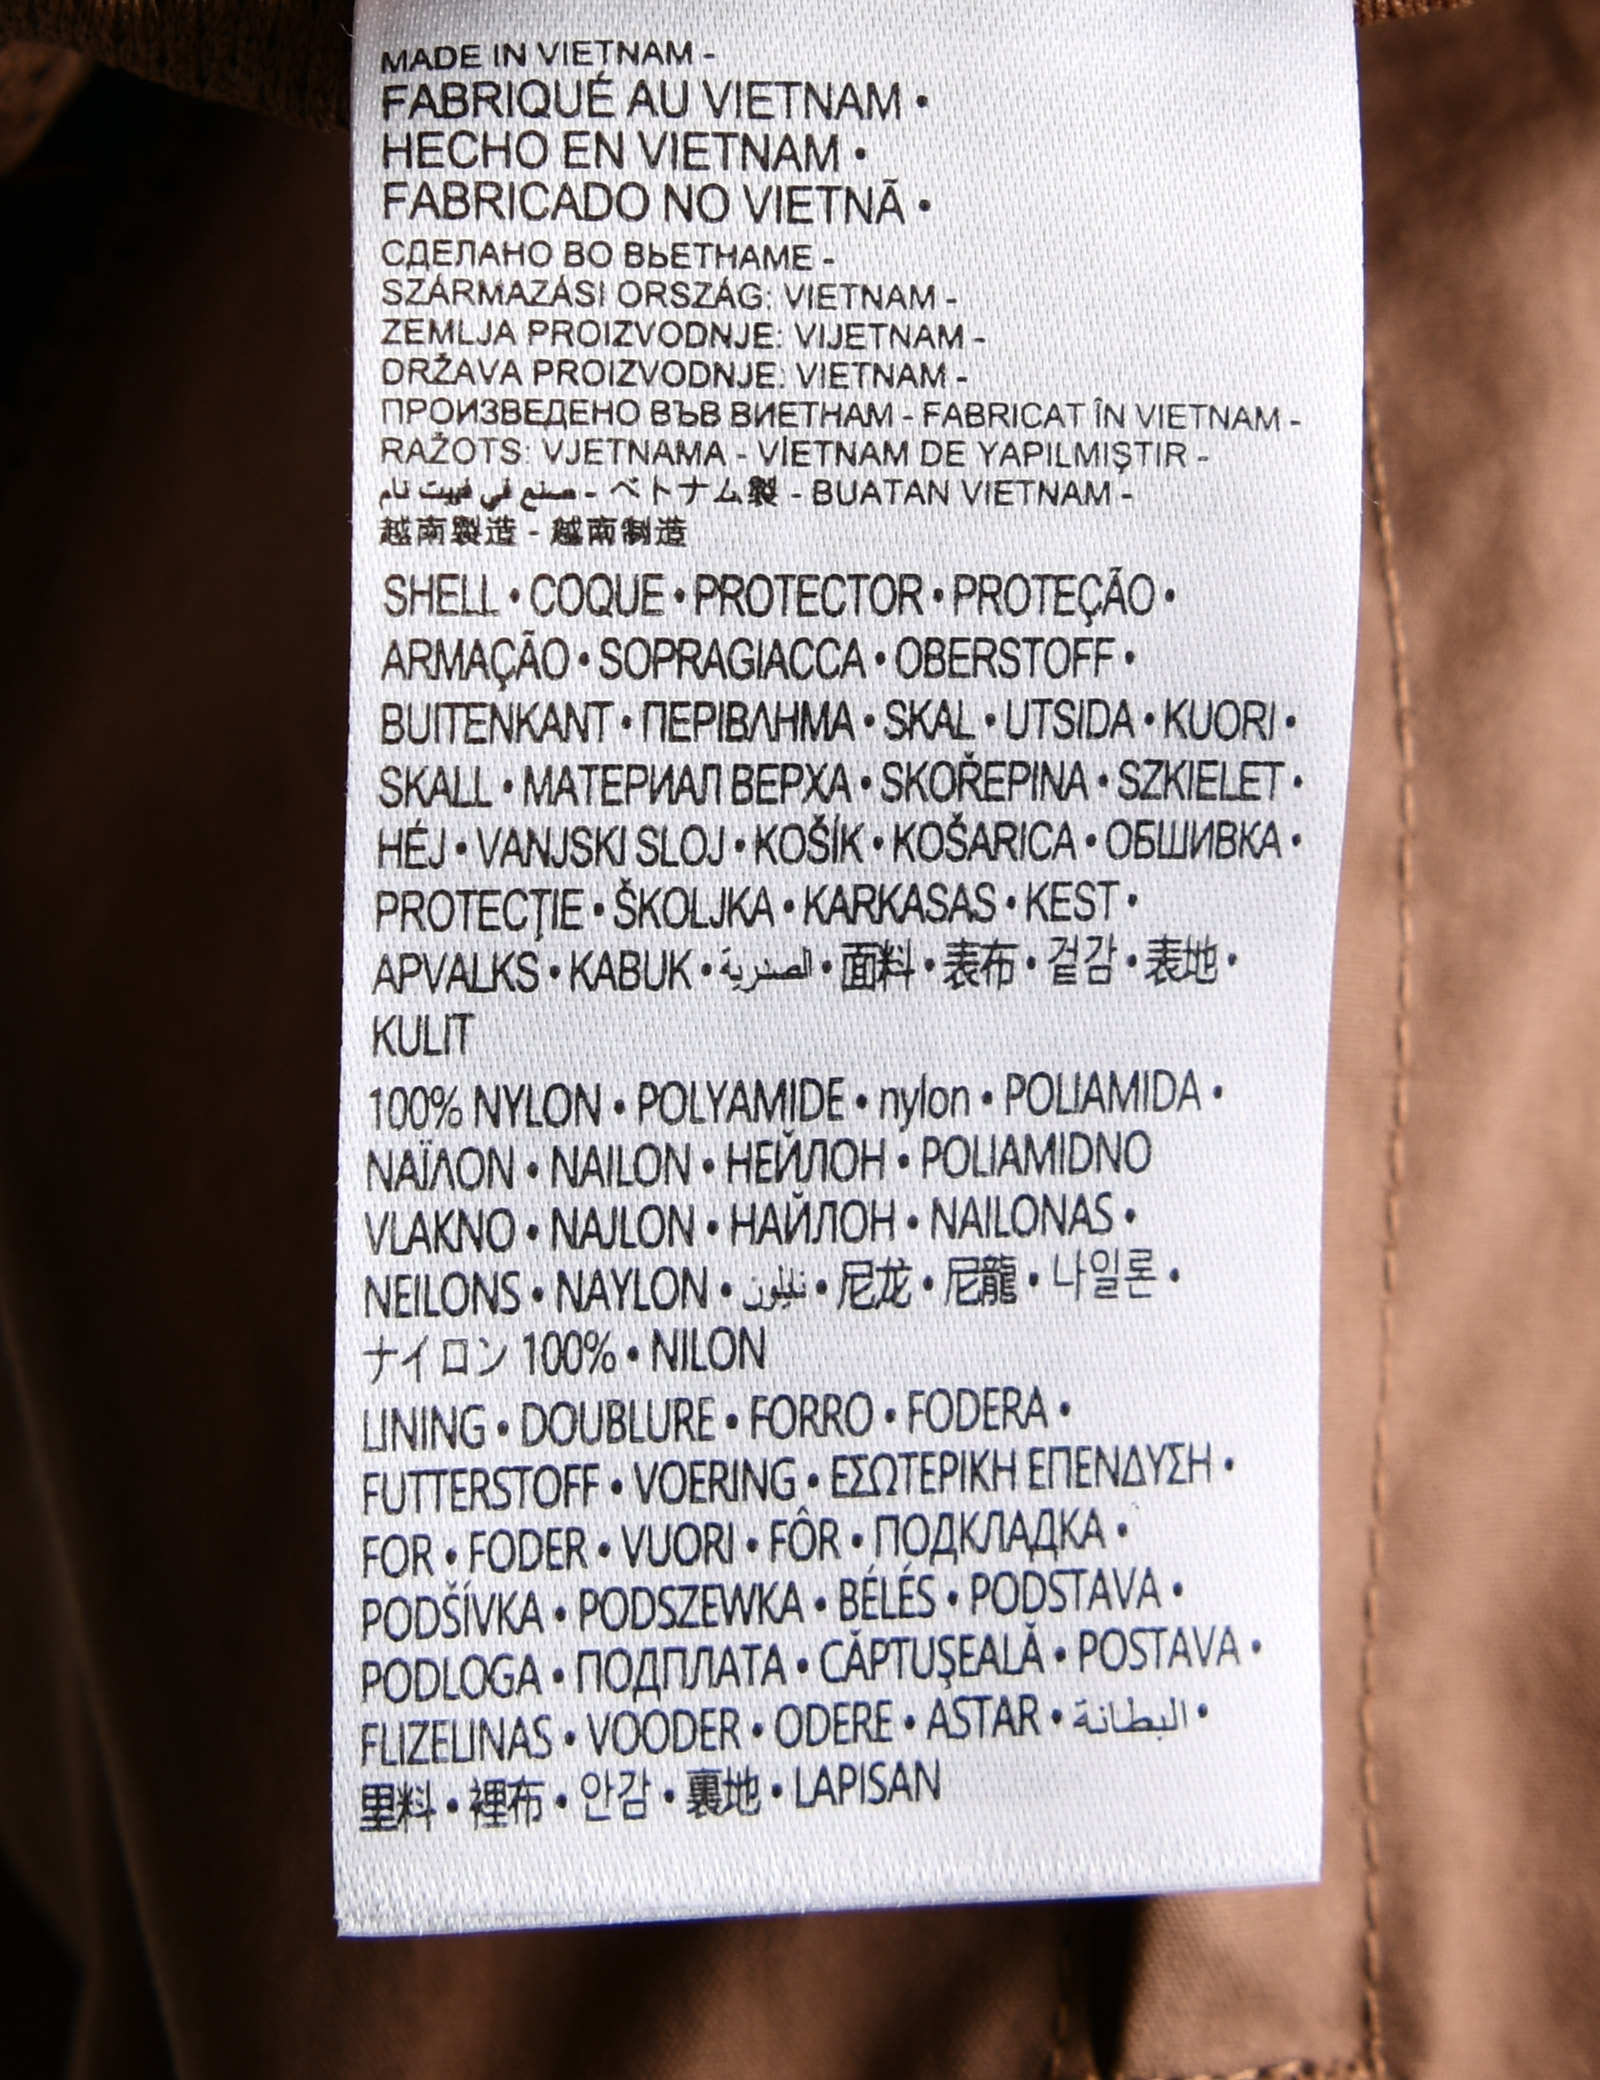 MADE IN VIETNAM -
FABRIQUÉ AU VIETNAM •
HECHO EN VIETNAM •
FABRICADO NO VIETNÃ •
СДЕЛАНО ВО ВЬЕТНАМЕ -
SZÁRMAZÁSI ORSZÁG: VIETNAM -
ZEMLJA PROIZVODNJE: VIJETNAM -
DRŽAVA PROIZVODNJE: VIETNAM -
ПРОИЗВЕДЕНО ВЪВ ВИЕТНАМ - FABRICAT ÎN VIETNAM -
RAŽOTS: VJETNAMA - VİETNAM DE YAPILMIŞTIR -
صنع في فييت نام - ベトナム製 - BUATAN VIETNAM -
越南製造 - 越南制造
SHELL • COQUE • PROTECTOR • PROTEÇÃO •
ARMAÇÃO • SOPRAGIACCA • OBERSTOFF •
BUITENKANT • ΠΕΡΙΒΛΗΜΑ • SKAL • UTSIDA • KUORI •
SKALL • МАТЕРИАЛ ВЕРХА • SKOŘEPINA • SZKIELET •
HÉJ • VANJSKI SLOJ • KOŠÍK • KOŠARICA • ОБШИВКА •
PROTECŢIE • ŠKOLJKA • KARKASAS • KEST •
APVALKS • KABUK • الصدرية • 面料 • 表布 • 겉감 • 表地 •
KULIT
100% NYLON • POLYAMIDE • nylon • POLIAMIDA •
ΝΑΪΛΟΝ • NAILON • НЕЙЛОН • POLIAMIDNO
VLAKNO • NAJLON • НАЙЛОН • NAILONAS •
NEILONS • NAYLON • نايلون • 尼龙 • 尼龍 • 나일론 •
ナイロン 100% • NILON
LINING • DOUBLURE • FORRO • FODERA •
FUTTERSTOFF • VOERING • ΕΣΩΤΕΡΙΚΗ ΕΠΕΝΔΥΣΗ •
FOR • FODER • VUORI • FÔR • ПОДКЛАДКА •
PODŠÍVKA • PODSZEWKA • BÉLÉS • PODSTAVA •
PODLOGA • ПОДПЛАТА • CĂPTUŞEALĂ • POSTAVA •
FLIZELINAS • VOODER • ODERE • ASTAR • البطانة •
里料 • 裡布 • 안감 • 裏地 • LAPISAN